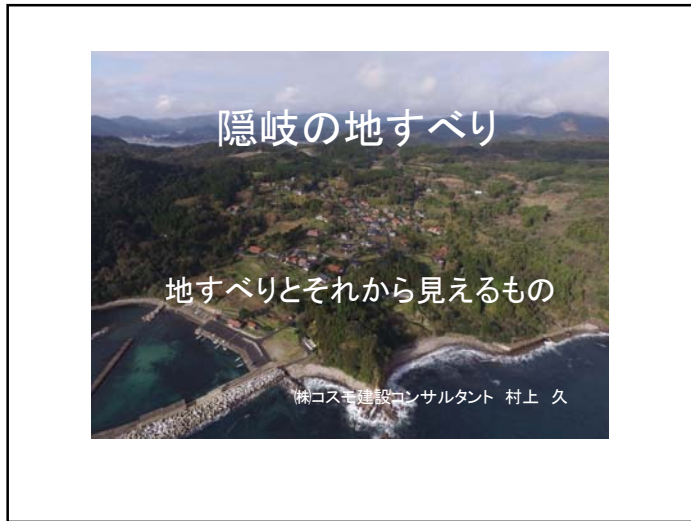 隠岐の地すべり
地すべりとそれから見えるもの
㈱コスモ建設コンサルタント 村上 久